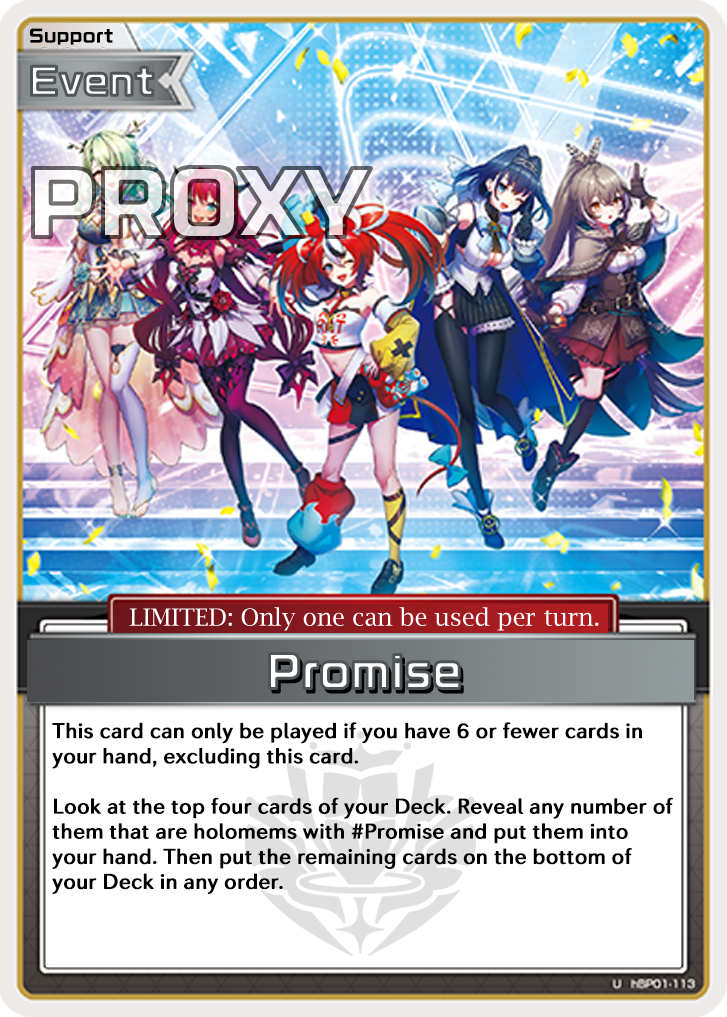 Support
Event
PROXY
LIMITED: Only one can be used per turn.
Promise
This card can only be played if you have 6 or fewer cards in
your hand, excluding this card.
Look at the top four cards of your Deck. Reveal any number of
them that are holomems with #Promise and put them into
your hand. Then put the remaining cards on the bottom of
your Deck in any order.
U hBP01-113